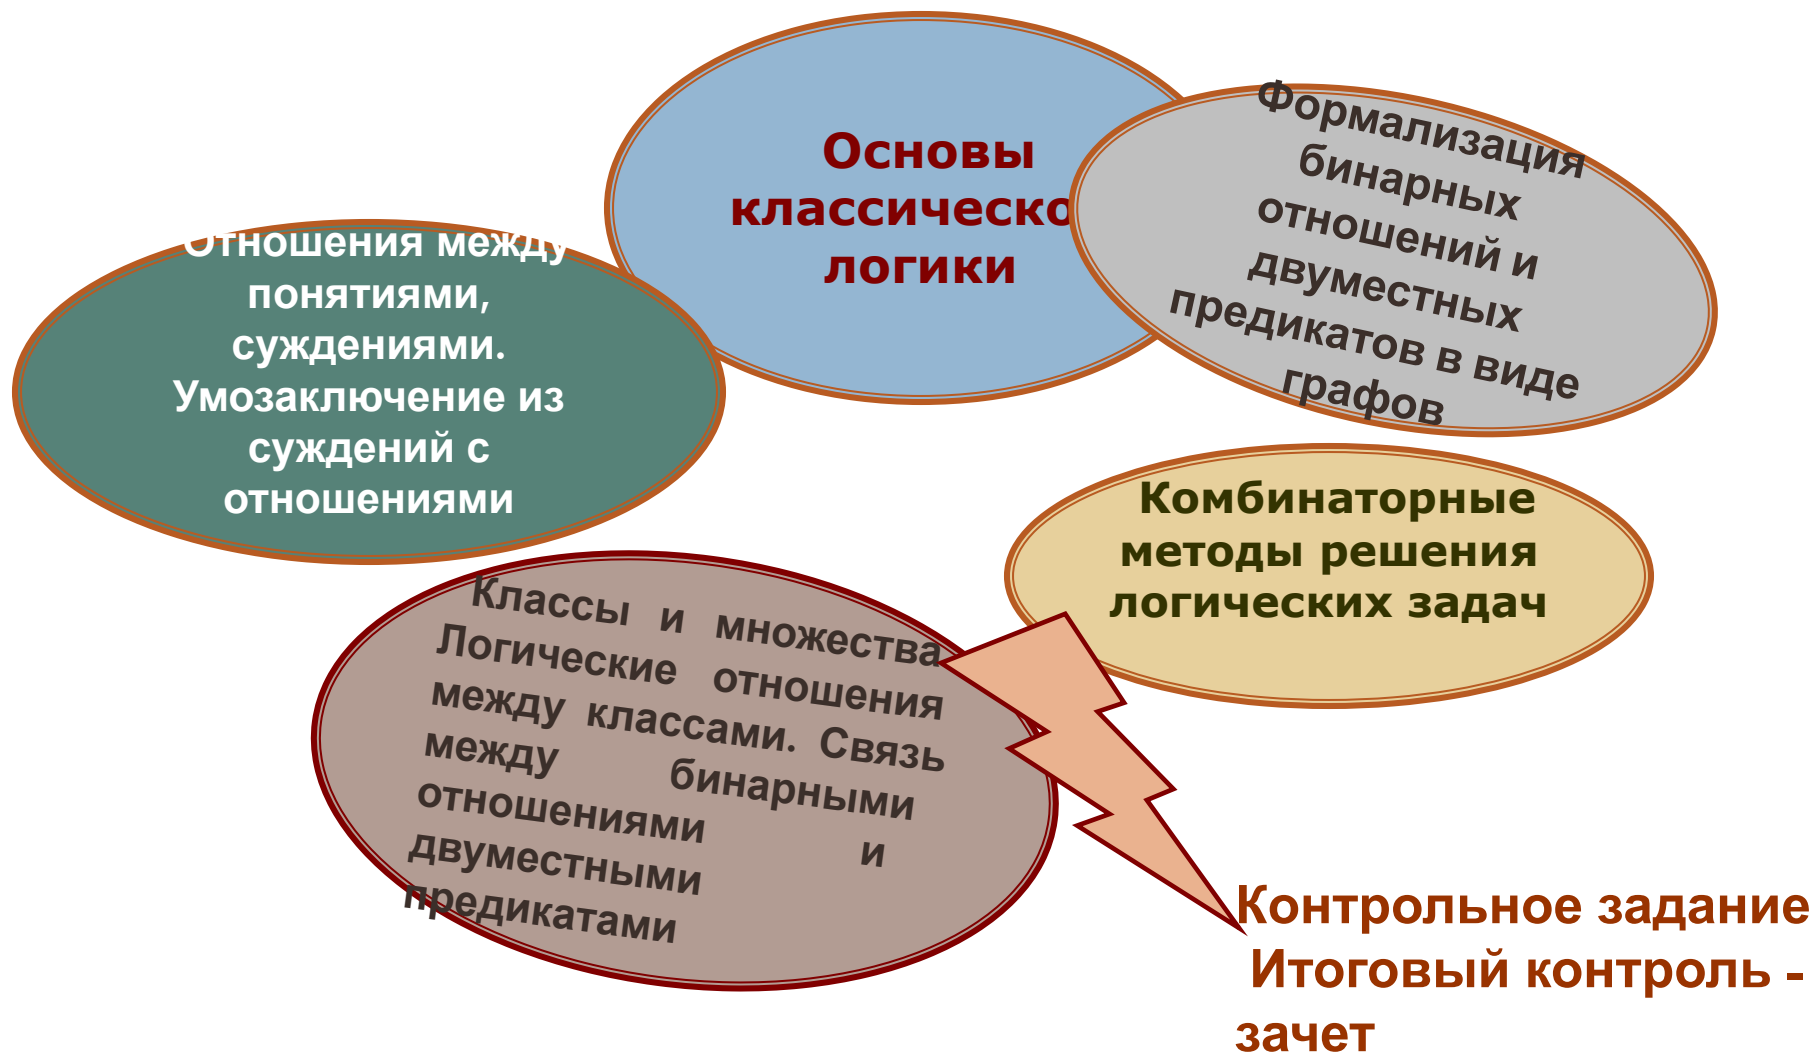 Основы
классическо
логики
Формализация
бинарных
отношений и
двуместных
предикатов в виде
графов
Отношения между
понятиями,
суждениями.
Умозаключение из
суждений с
отношениями
Комбинаторные
методы решения
логических задач
Классы и множества
Логические отношения
между классами. Связь
между бинарными
отношениями и
двуместными
предикатами
Контрольное задание
Итоговый контроль -
зачет